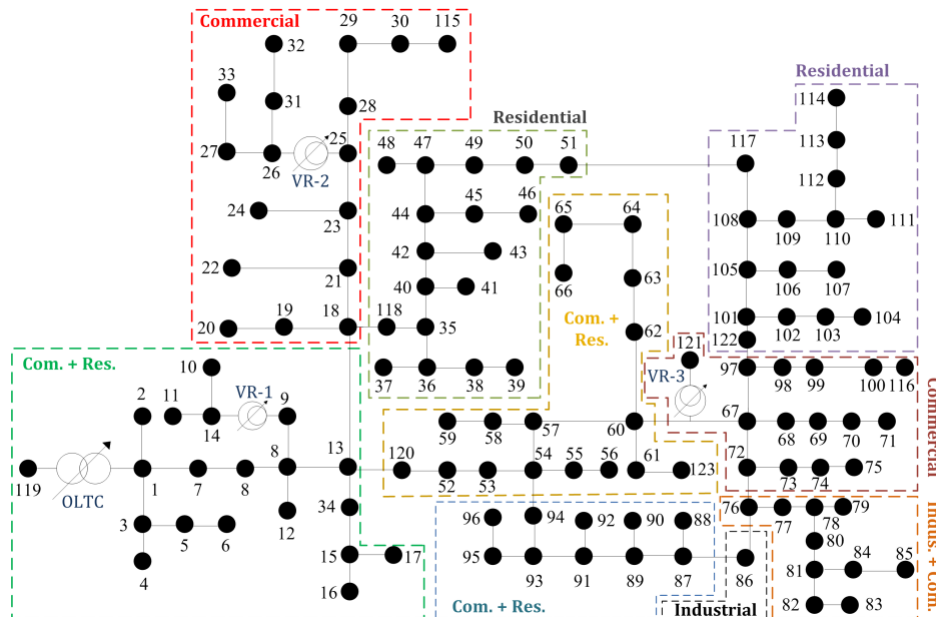 29 30 115
Commercial
32
33
Residential
114
31
28
Residential
113
117
25
48 47 49 50 51
27
26
VR-2
112
24
44 45 46
65 64
23
108 109 110 111
42 43
22
21
105
63
66
106 107
40 41
Com. +
Res.
20 19 18 118 35
101 102 103 104
62
122
121
Com. + Res.
10
37 36 38 39
VR-3
97 98 99 100 116
2 11 VR-1 9
14
59 58 57 60
67 68 69 70 71
Commercial
13
8
54 55 56 61
72
119 OLTC 1 7 8
120 52 53 123
73 74 75
34
12
76 77 78 79
3
5 6
96 94 92 90 88
80
15 17
84 85
4
16
95 93 91 89 87 86
81
82 83
Com. + Res.
Industrial
Indus. + Com.